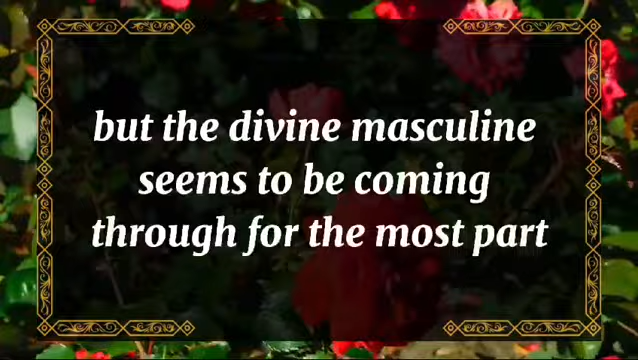 but the divine masculine
seems to be coming
through for the most part